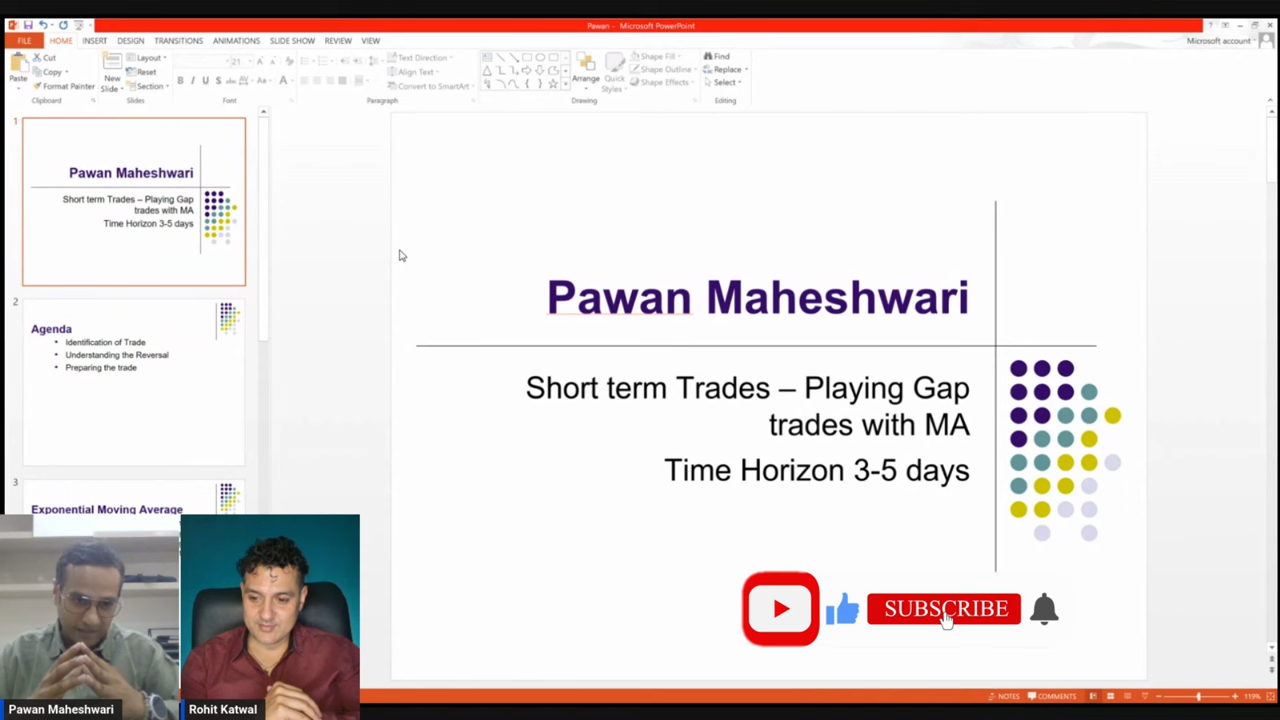 Pawan - Microsoft PowerPoint
FILE HOME INSERT DESIGN TRANSITIONS ANIMATIONS SLIDE SHOW REVIEW VIEW
Microsoft account
Cut
Copy
Format Painter
Paste
Clipboard
New
Slide
Layout
Reset
Section
Slides
Font
Text Direction
Align Text
Convert to SmartArt
Paragraph
Arrange
Quick
Styles
Shape Fill
Shape Outline
Shape Effects
Drawing
Find
Replace
Select
Editing
1
Pawan Maheshwari
Short term Trades – Playing Gap
trades with MA
Time Horizon 3-5 days
2
Agenda
• Identification of Trade
• Understanding the Reversal
• Preparing the trade
3
Exponential Moving Average
Pawan Maheshwari
Short term Trades – Playing Gap
trades with MA
Time Horizon 3-5 days
SUBSCRIBE
Pawan Maheshwari
Rohit Katwal
NOTES COMMENTS 119%